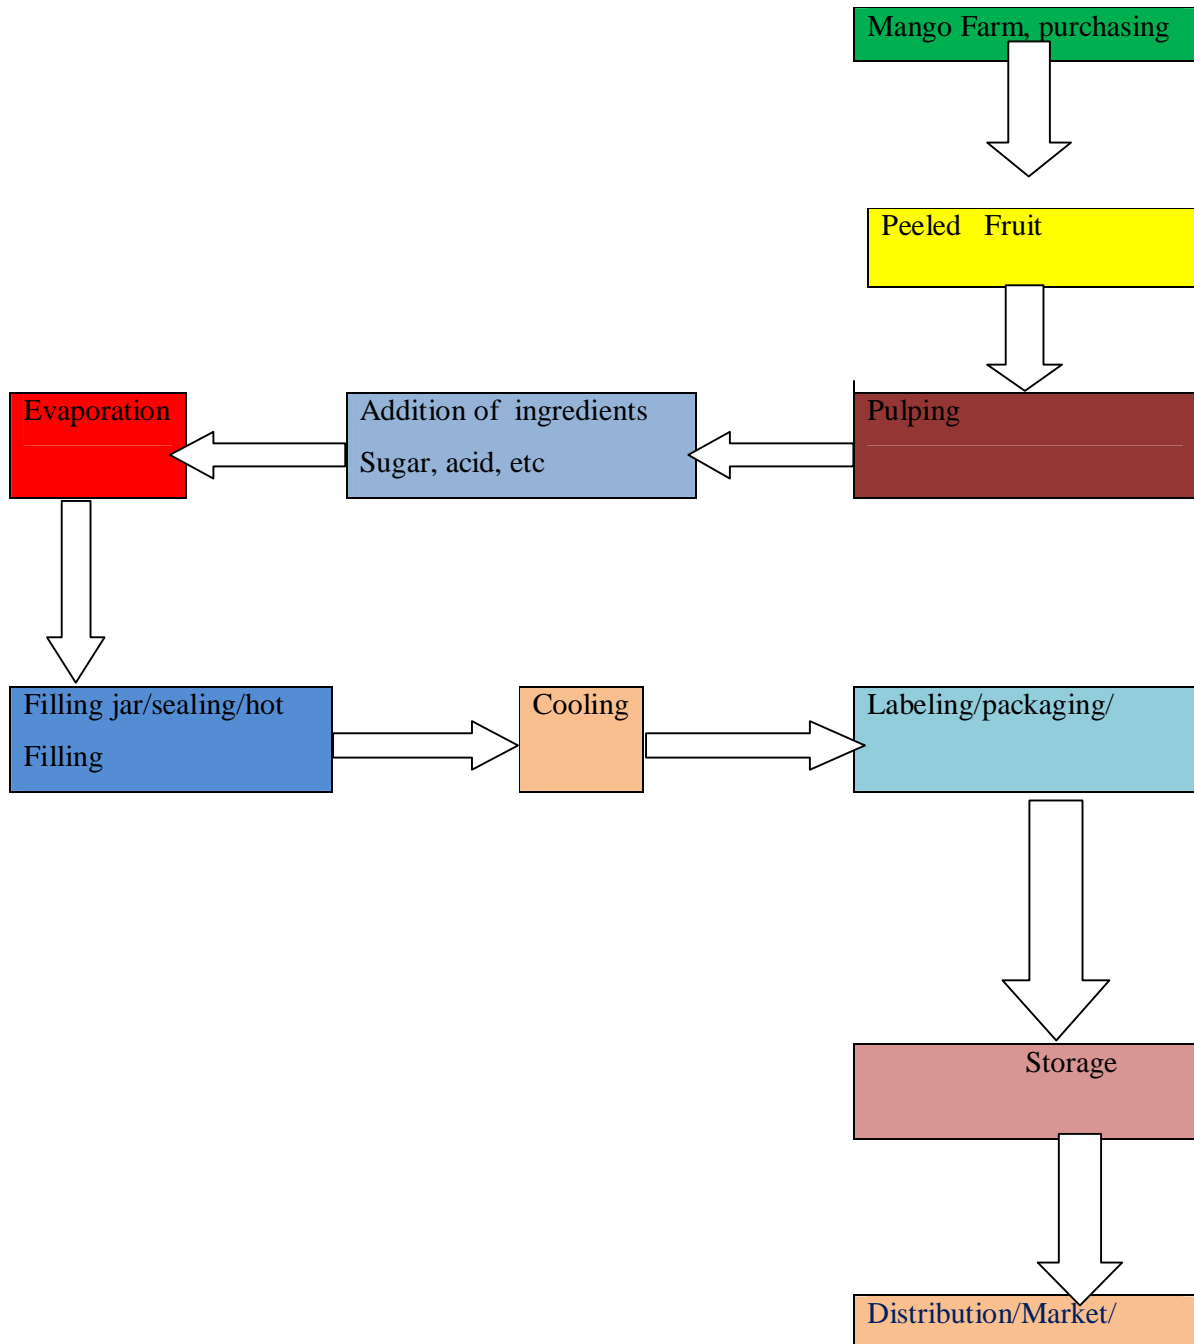 Mango Farm, purchasing
Peeled Fruit
Pulping
Addition of ingredients
Sugar, acid, etc
Evaporation
Filling jar/sealing/hot
Filling
Cooling
Labeling/packaging/
Storage
Distribution/Market/